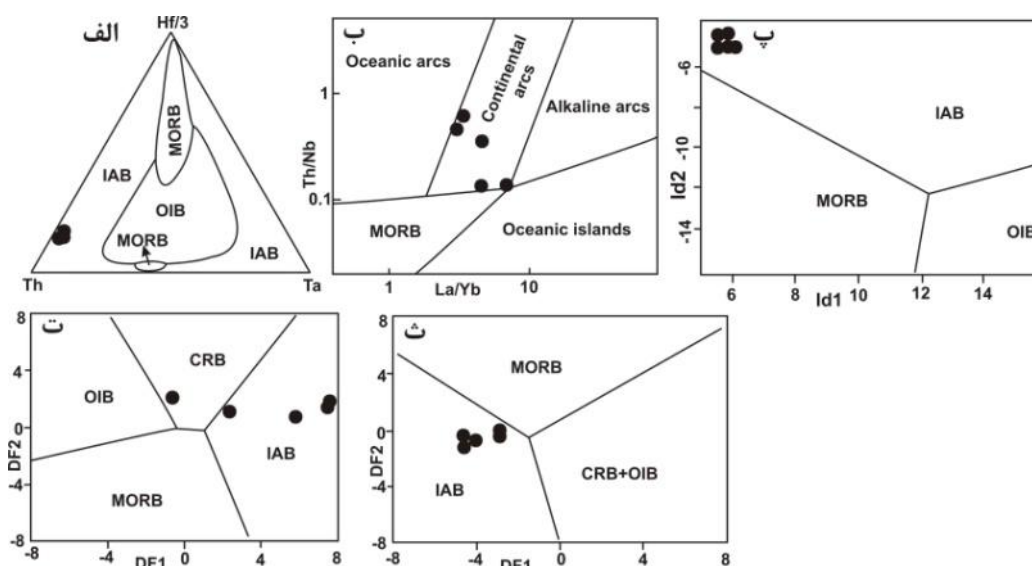 الف
Hf/3
MORB
IAB
OIB
MORB
IAB
Th
Ta
ب
Oceanic arcs
Continental
arcs
Alkaline arcs
MORB
Oceanic islands
Th/Nb
1
0.1
1
La/Yb
10
پ
IAB
MORB
OIB
Id2
-6
-10
-14
6
8
10
12
14
Id1
ت
CRB
OIB
IAB
MORB
DF2
8
4
0
-4
-8
-8
-4
0
4
8
DF1
ث
MORB
IAB
CRB+OIB
DF2
8
4
0
-4
-8
-8
-4
0
4
8
DF1